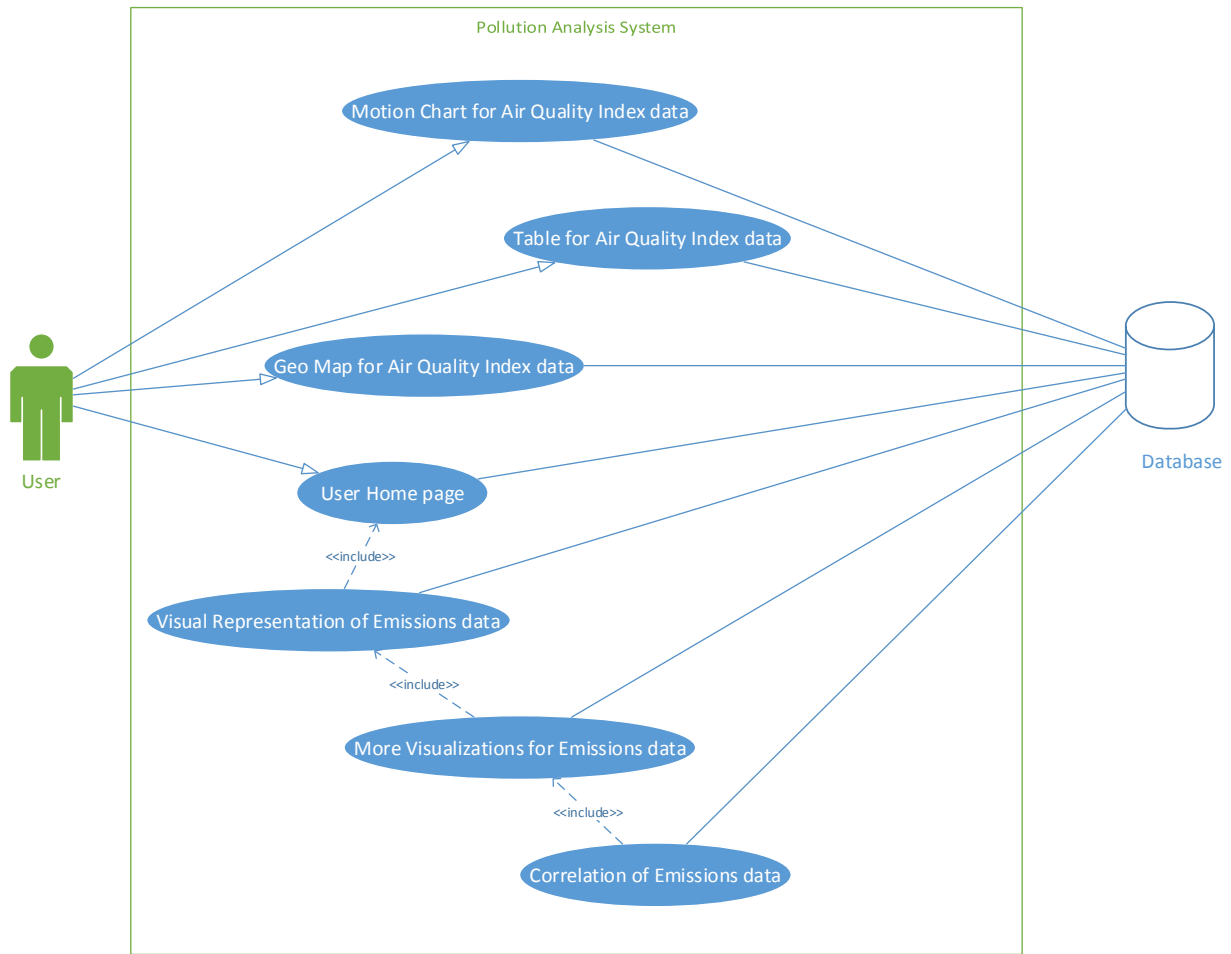 Pollution Analysis System
Motion Chart for Air Quality Index data
Table for Air Quality Index data
Geo Map for Air Quality Index data
User
Database
User Home page
<<include>>
Visual Representation of Emissions data
<<include>>
More Visualizations for Emissions data
<<include>>
Correlation of Emissions data